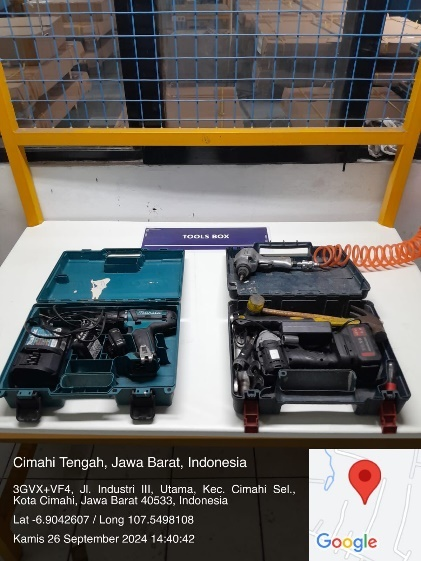 TOOLS BOX
Cimahi Tengah, Jawa Barat, Indonesia
3GVX+VF4, Jl. Industri III, Utama, Kec. Cimahi Sel.,
Kota Cimahi, Jawa Barat 40533, Indonesia
Lat -6.9042607 / Long 107.5498108
Kamis 26 September 2024 14:40:42
Google